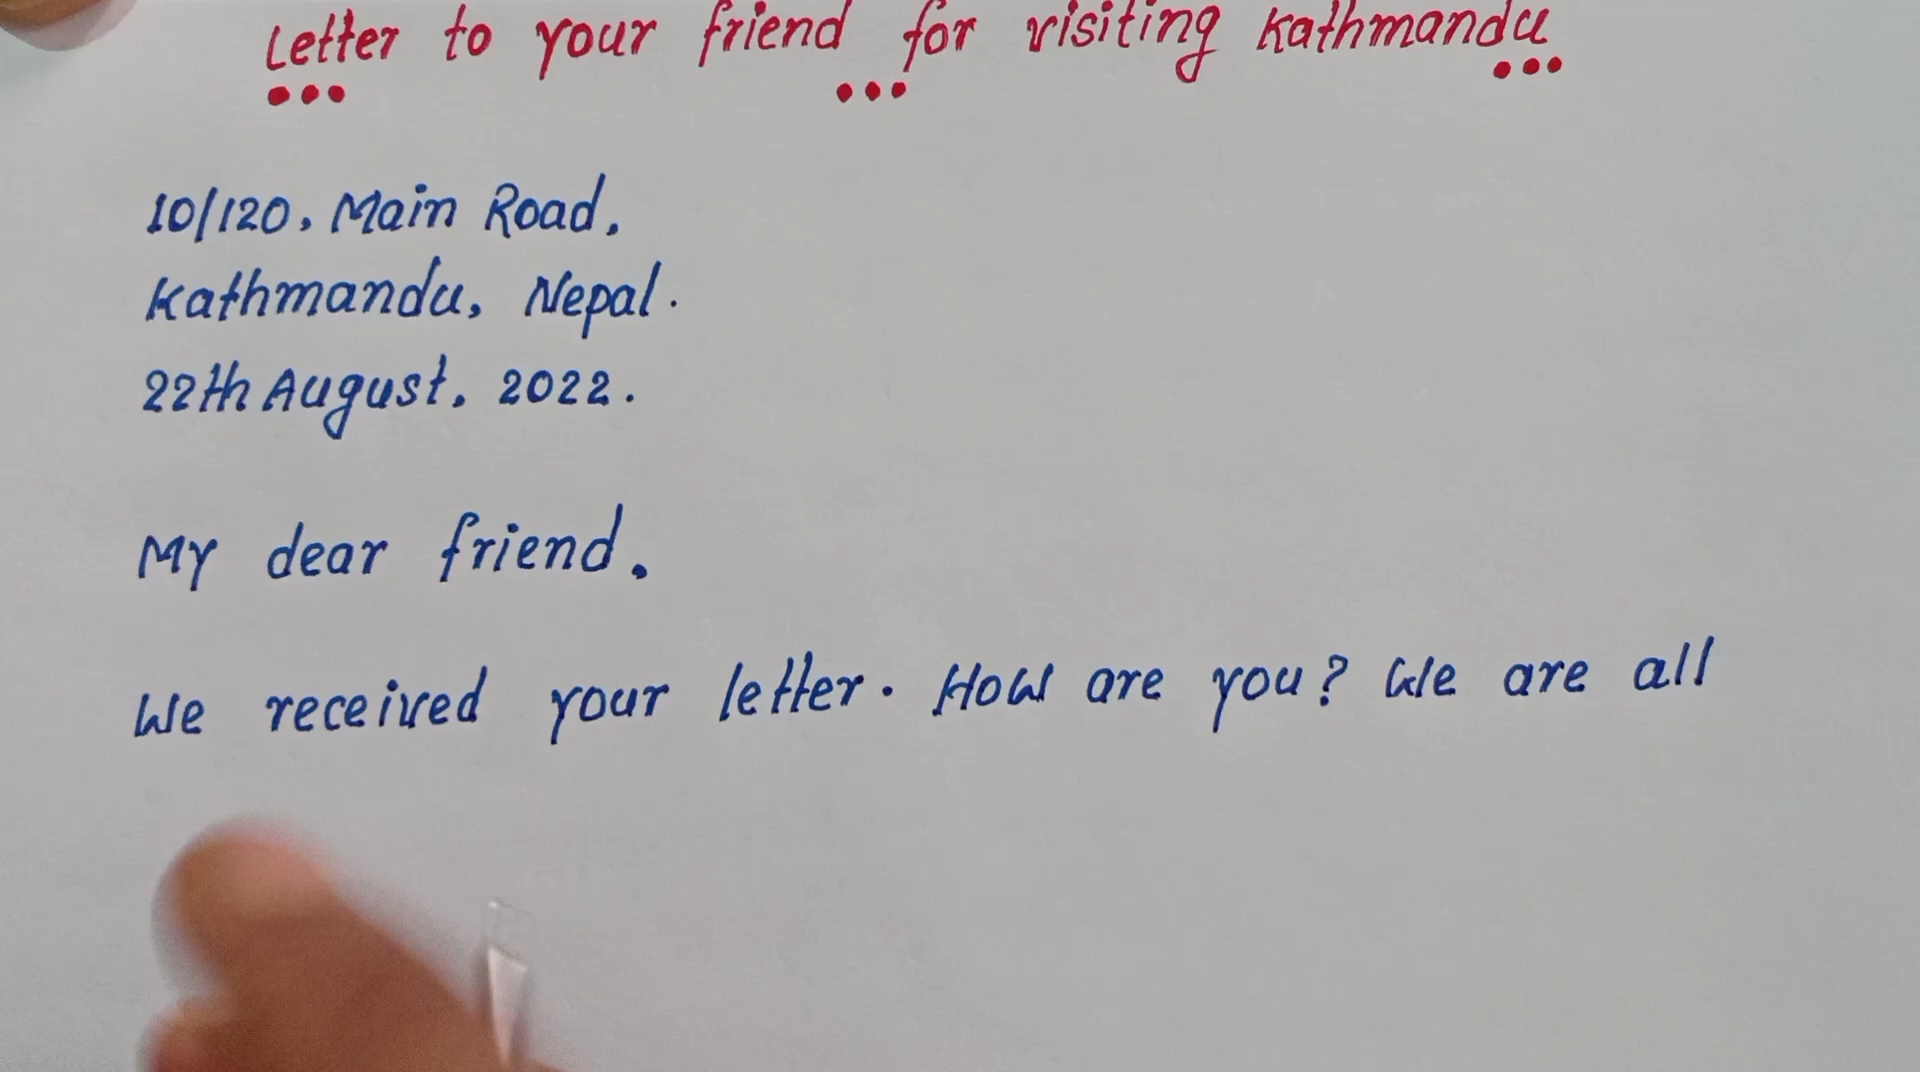 Letter to your friend for visiting Kathmandu
10/120, Main Road,
Kathmandu, Nepal.
22th August, 2022.
My dear friend,
We received your letter. How are you? We are all